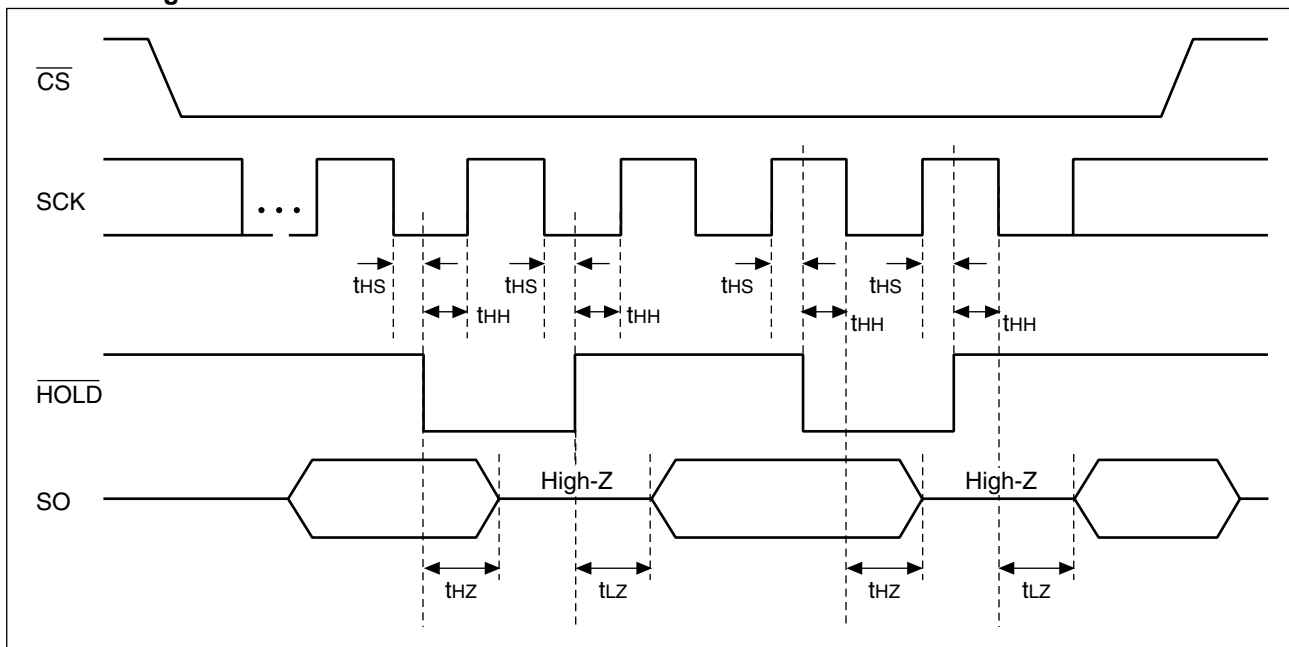 CS
SCK
...
tHS tHS tHS tHS
tHH tHH tHH tHH
HOLD
High-Z High-Z
SO
tHZ tLZ tHZ tLZ